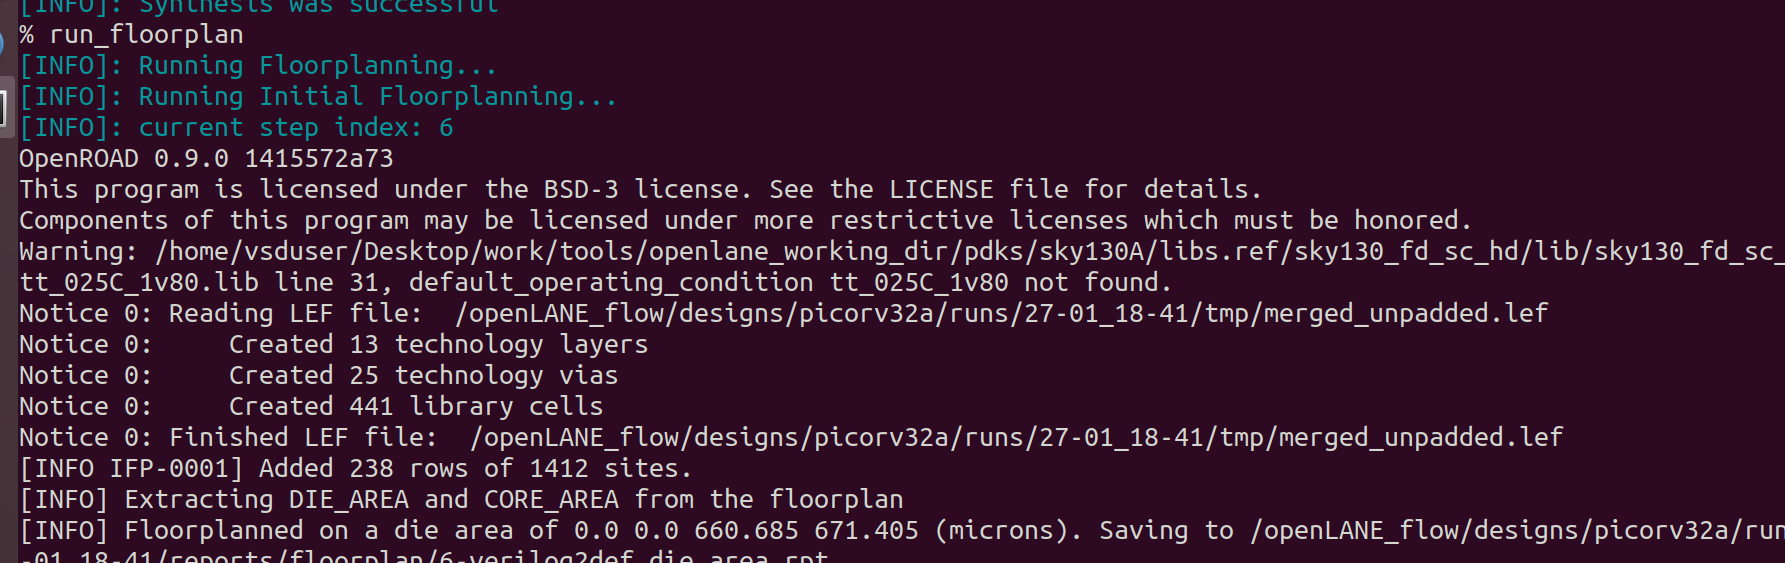 [INFO]: Synthesis was successful
% run_floorplan
[INFO]: Running Floorplanning...
[INFO]: Running Initial Floorplanning...
[INFO]: current step index: 6
OpenROAD 0.9.0 1415572a73
This program is licensed under the BSD-3 license. See the LICENSE file for details.
Components of this program may be licensed under more restrictive licenses which must be honored.
Warning: /home/vsduser/Desktop/work/tools/openlane_working_dir/pdks/sky130A/libs.ref/sky130_fd_sc_hd/lib/sky130_fd_sc_
tt_025C_1v80.lib line 31, default_operating_condition tt_025C_1v80 not found.
Notice 0: Reading LEF file:  /openLANE_flow/designs/picorv32a/runs/27-01_18-41/tmp/merged_unpadded.lef
Notice 0:     Created 13 technology layers
Notice 0:     Created 25 technology vias
Notice 0:     Created 441 library cells
Notice 0: Finished LEF file:  /openLANE_flow/designs/picorv32a/runs/27-01_18-41/tmp/merged_unpadded.lef
[INFO IFP-0001] Added 238 rows of 1412 sites.
[INFO] Extracting DIE_AREA and CORE_AREA from the floorplan
[INFO] Floorplanned on a die area of 0.0 0.0 660.685 671.405 (microns). Saving to /openLANE_flow/designs/picorv32a/run
-01_18-41/reports/floorplan/6-verilog2def.die_area.rpt